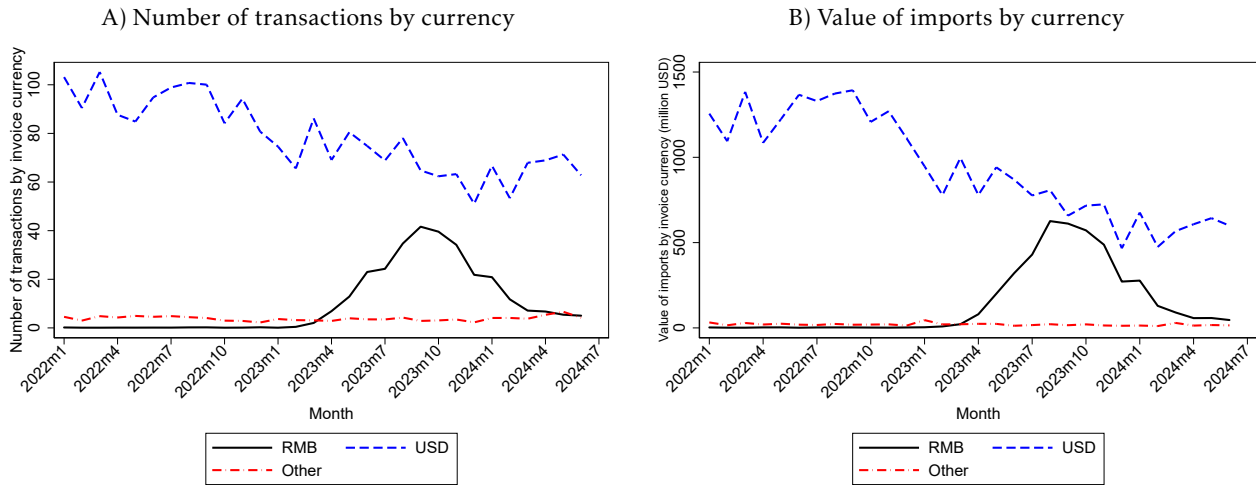 A) Number of transactions by currency
Number of transactions by invoice currency
100
80
60
40
20
0
2022m1
2022m4
2022m7
2022m10
2023m1
2023m4
2023m7
2023m10
2024m1
2024m4
2024m7
Month
RMB
USD
Other
B) Value of imports by currency
Value of imports by invoice currency (million USD)
1500
1000
500
0
2022m1
2022m4
2022m7
2022m10
2023m1
2023m4
2023m7
2023m10
2024m1
2024m4
2024m7
Month
RMB
USD
Other